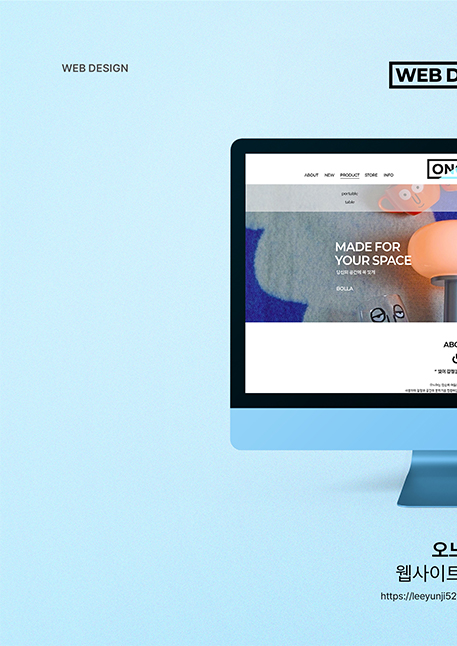 WEB DESIGN
WEB D
ON
ABOUT NEW PRODUCT STORE INFO
portable
table
MADE FOR
YOUR SPACE
당신의 공간에 꼭 맞게
BOLLA
ABO
오느
웹사이트
https://leeyunji52